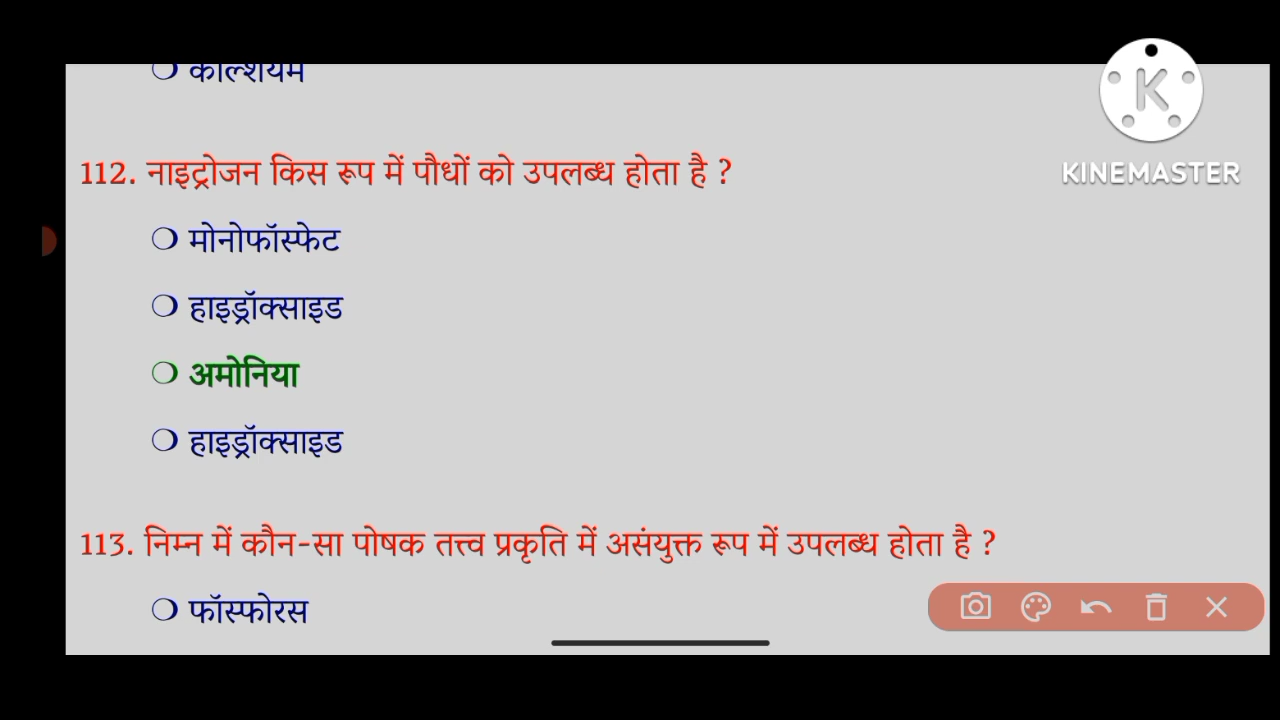 कैल्शियम
112. नाइट्रोजन किस रूप में पौधों को उपलब्ध होता है ?
मोनोफॉस्फेट
हाइड्रॉक्साइड
अमोनिया
हाइड्रॉक्साइड
113. निम्न में कौन-सा पोषक तत्त्व प्रकृति में असंयुक्त रूप में उपलब्ध होता है ?
फॉस्फोरस
K
KINEMASTER